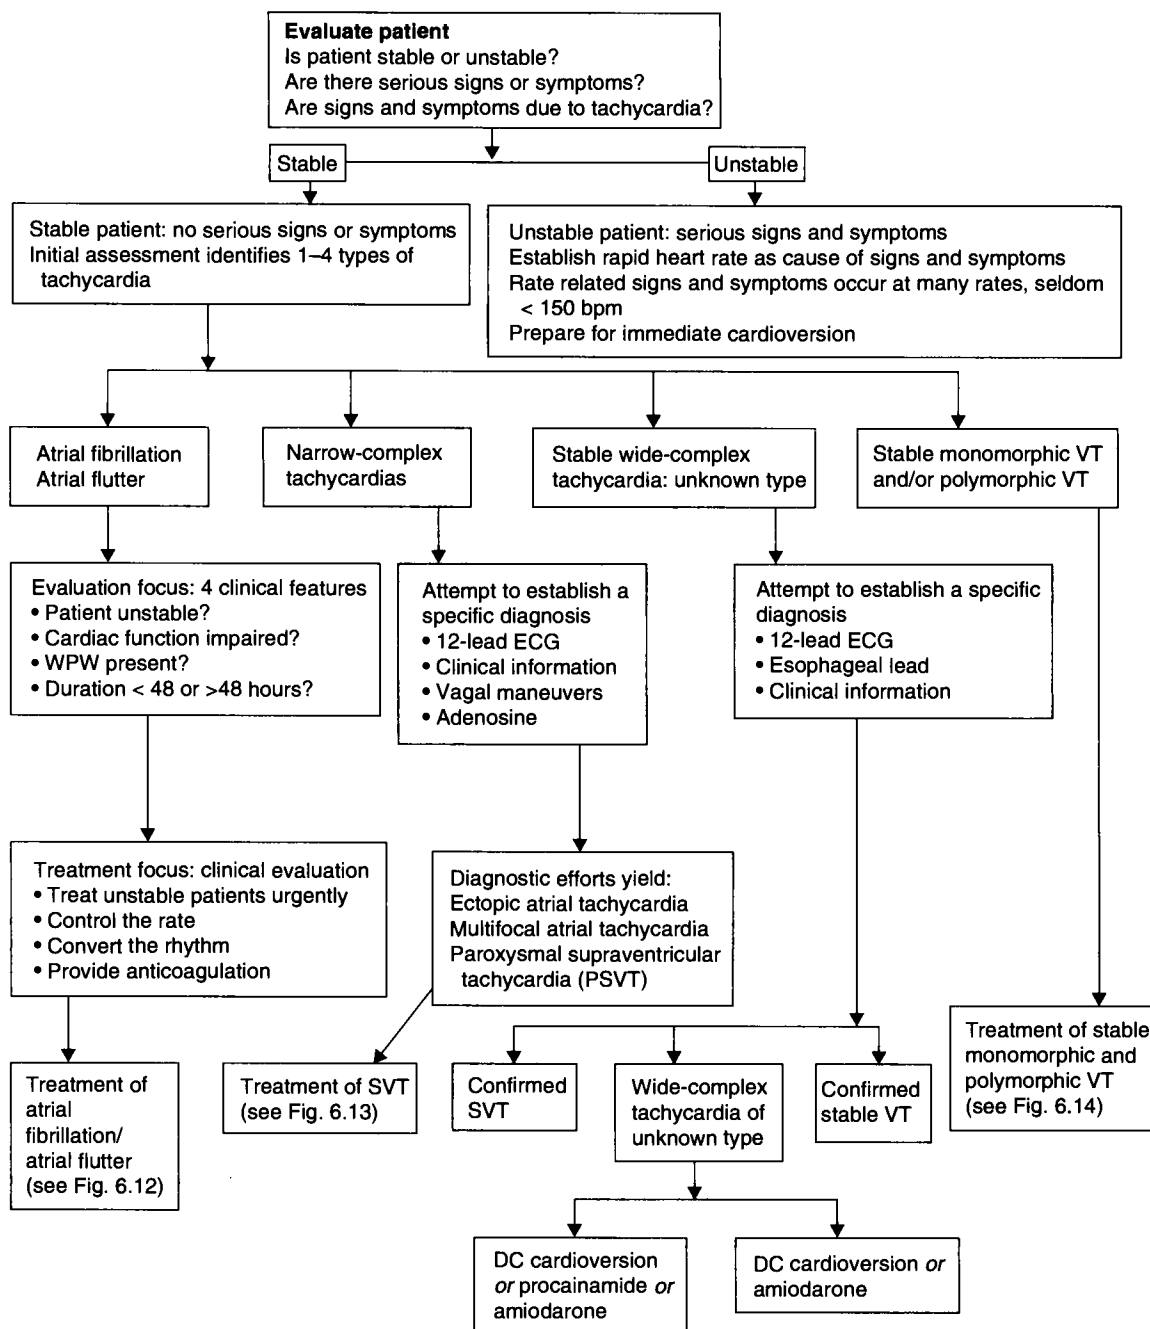 Evaluate patient
Is patient stable or unstable?
Are there serious signs or symptoms?
Are signs and symptoms due to tachycardia?
Stable
Unstable
Stable patient: no serious signs or symptoms
Initial assessment identifies 1–4 types of
tachycardia
Unstable patient: serious signs and symptoms
Establish rapid heart rate as cause of signs and symptoms
Rate related signs and symptoms occur at many rates, seldom
< 150 bpm
Prepare for immediate cardioversion
Atrial fibrillation
Atrial flutter
Narrow-complex
tachycardias
Stable wide-complex
tachycardia: unknown type
Stable monomorphic VT
and/or polymorphic VT
Evaluation focus: 4 clinical features
• Patient unstable?
• Cardiac function impaired?
• WPW present?
• Duration < 48 or >48 hours?
Attempt to establish a
specific diagnosis
• 12-lead ECG
• Clinical information
• Vagal maneuvers
• Adenosine
Attempt to establish a specific
diagnosis
• 12-lead ECG
• Esophageal lead
• Clinical information
Treatment focus: clinical evaluation
• Treat unstable patients urgently
• Control the rate
• Convert the rhythm
• Provide anticoagulation
Diagnostic efforts yield:
Ectopic atrial tachycardia
Multifocal atrial tachycardia
Paroxysmal supraventricular
tachycardia (PSVT)
Treatment of
atrial
fibrillation/
atrial flutter
(see Fig. 6.12)
Treatment of SVT
(see Fig. 6.13)
Confirmed
SVT
Wide-complex
tachycardia of
unknown type
Confirmed
stable VT
Treatment of stable
monomorphic and
polymorphic VT
(see Fig. 6.14)
DC cardioversion
or procainamide or
amiodarone
DC cardioversion or
amiodarone